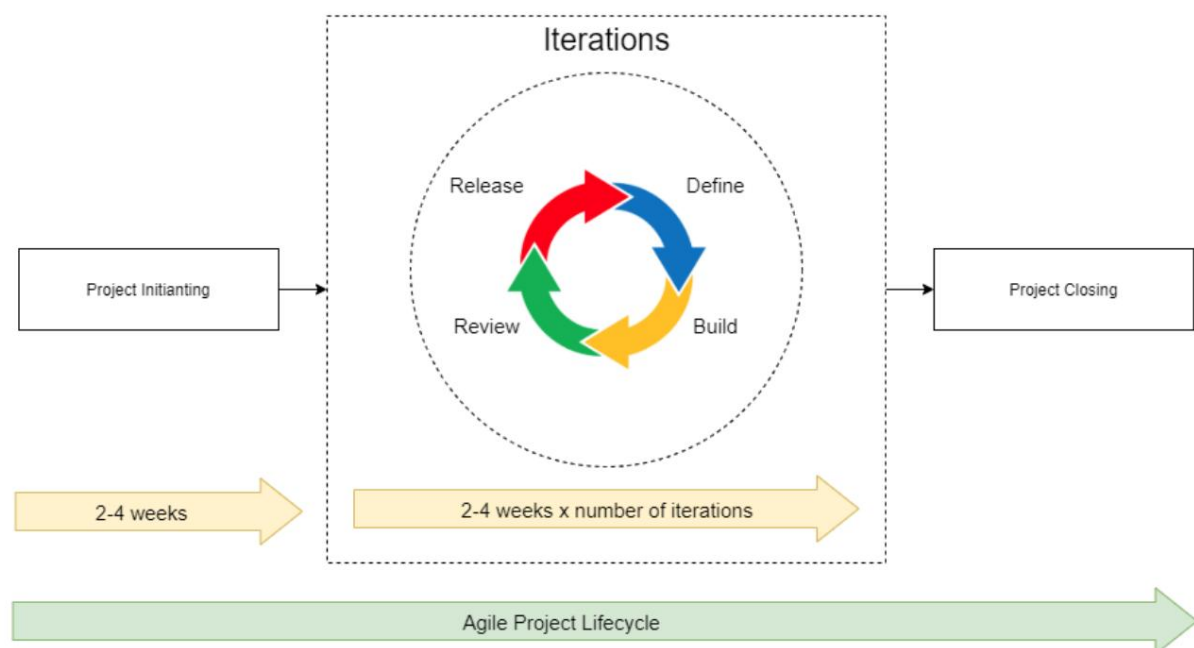 Iterations
Release
Define
Project Initianting
Project Closing
Review
Build
2-4 weeks
2-4 weeks x number of iterations
Agile Project Lifecycle